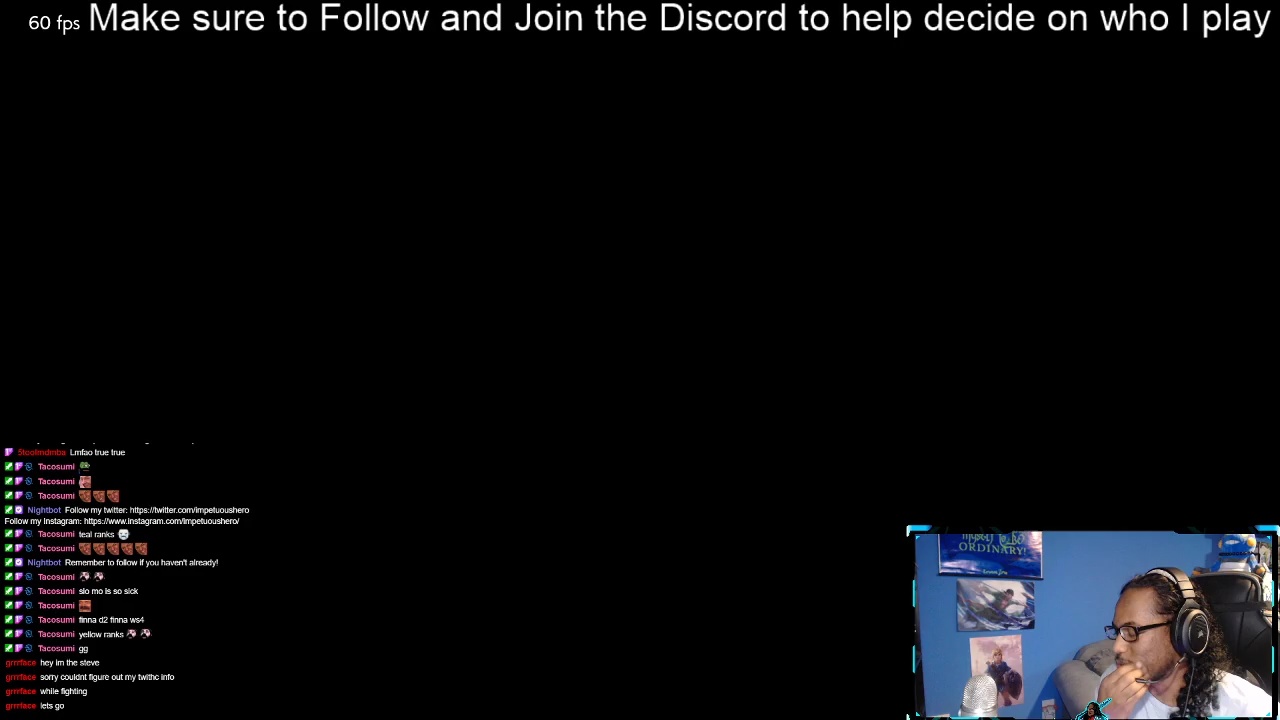 60 fps Make sure to Follow and Join the Discord to help decide on who I play
5toolmdmba Lmfao true true
Tacosumi
Tacosumi
Tacosumi
Nightbot Follow my twitter: https://twitter.com/impetuoushero
Follow my Instagram: https://www.instagram.com/impetuoushero/
Tacosumi teal ranks
Tacosumi
Nightbot Remember to follow if you haven't already!
Tacosumi
Tacosumi slo mo is so sick
Tacosumi
Tacosumi finna d2 finna ws4
Tacosumi yellow ranks
Tacosumi gg
grrrface hey im the steve
grrrface sorry couldnt figure out my twithc info
grrrface while fighting
grrrface lets go
MYSELF TO BE
ORDINARY!